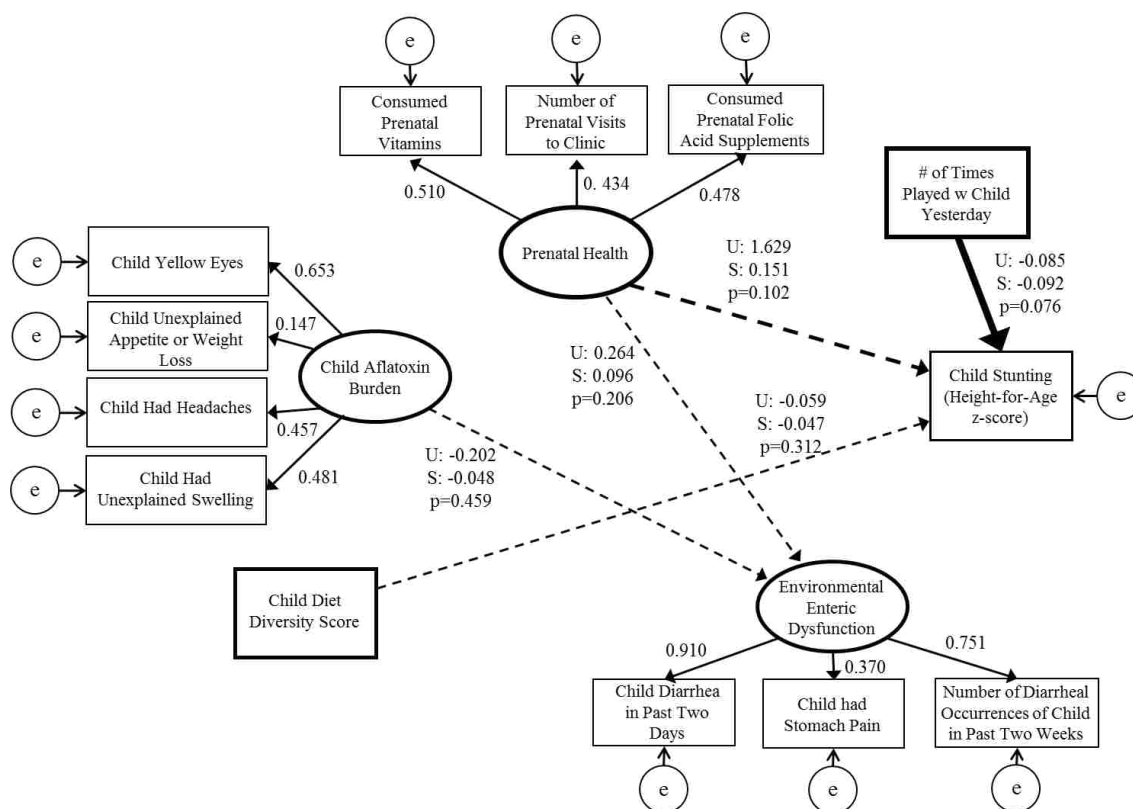 e
e
e
Consumed
Prenatal
Vitamins
Number of
Prenatal Visits
to Clinic
Consumed
Prenatal Folic
Acid Supplements
0.510
0. 434
0.478
# of Times
Played w Child
Yesterday
Prenatal Health
U: 1.629
S: 0.151
p=0.102
U: -0.085
S: -0.092
p=0.076
e
Child Yellow Eyes
0.653
e
Child Unexplained
Appetite or Weight
Loss
0.147
e
Child Had Headaches
0.457
e
Child Had
Unexplained Swelling
0.481
Child Aflatoxin
Burden
U: 0.264
S: 0.096
p=0.206
U: -0.059
S: -0.047
p=0.312
Child Stunting
(Height-for-Age
z-score)
e
U: -0.202
S: -0.048
p=0.459
Child Diet
Diversity Score
Environmental
Enteric
Dysfunction
0.910
0.370
0.751
Child Diarrhea
in Past Two
Days
Child had
Stomach Pain
Number of Diarrheal
Occurrences of Child
in Past Two Weeks
e
e
e